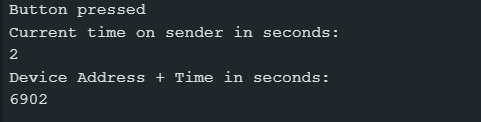 Button pressed
Current time on sender in seconds:
2
Device Address + Time in seconds:
6902